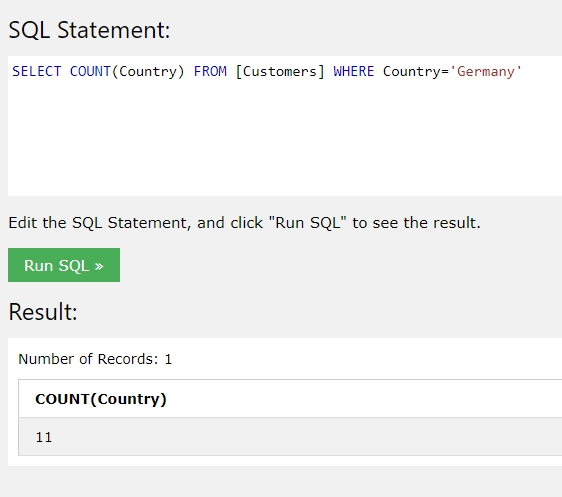 SQL Statement:
SELECT COUNT(Country) FROM [Customers] WHERE Country='Germany'
Edit the SQL Statement, and click "Run SQL" to see the result.
Run SQL »
Result:
Number of Records: 1
COUNT(Country)
11